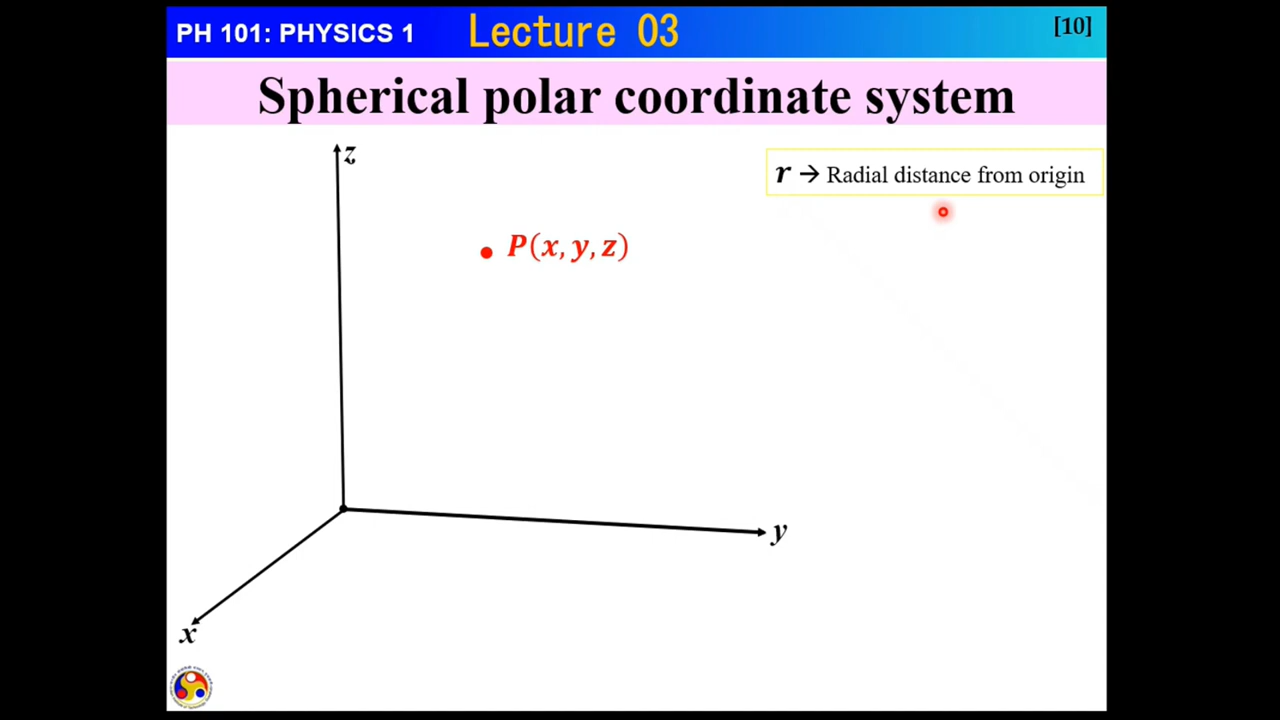 PH 101: PHYSICS 1
Lecture 03
[10]
Spherical polar coordinate system
z
r → Radial distance from origin
P(x, y, z)
y
x